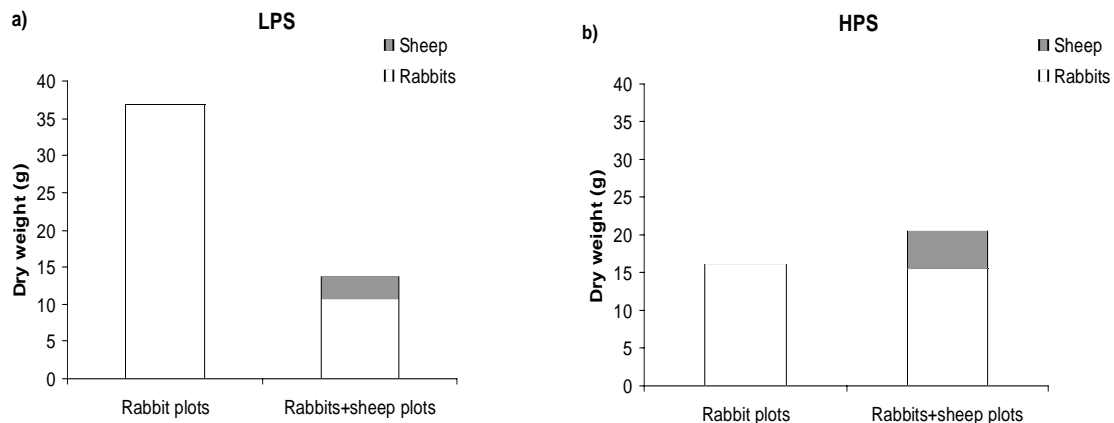 a)
LPS
Sheep
Rabbits
Dry weight (g)
40
35
30
25
20
15
10
5
0
Rabbit plots
Rabbits+sheep plots
b)
HPS
Sheep
Rabbits
Dry weight (g)
40
35
30
25
20
15
10
5
0
Rabbit plots
Rabbits+sheep plots